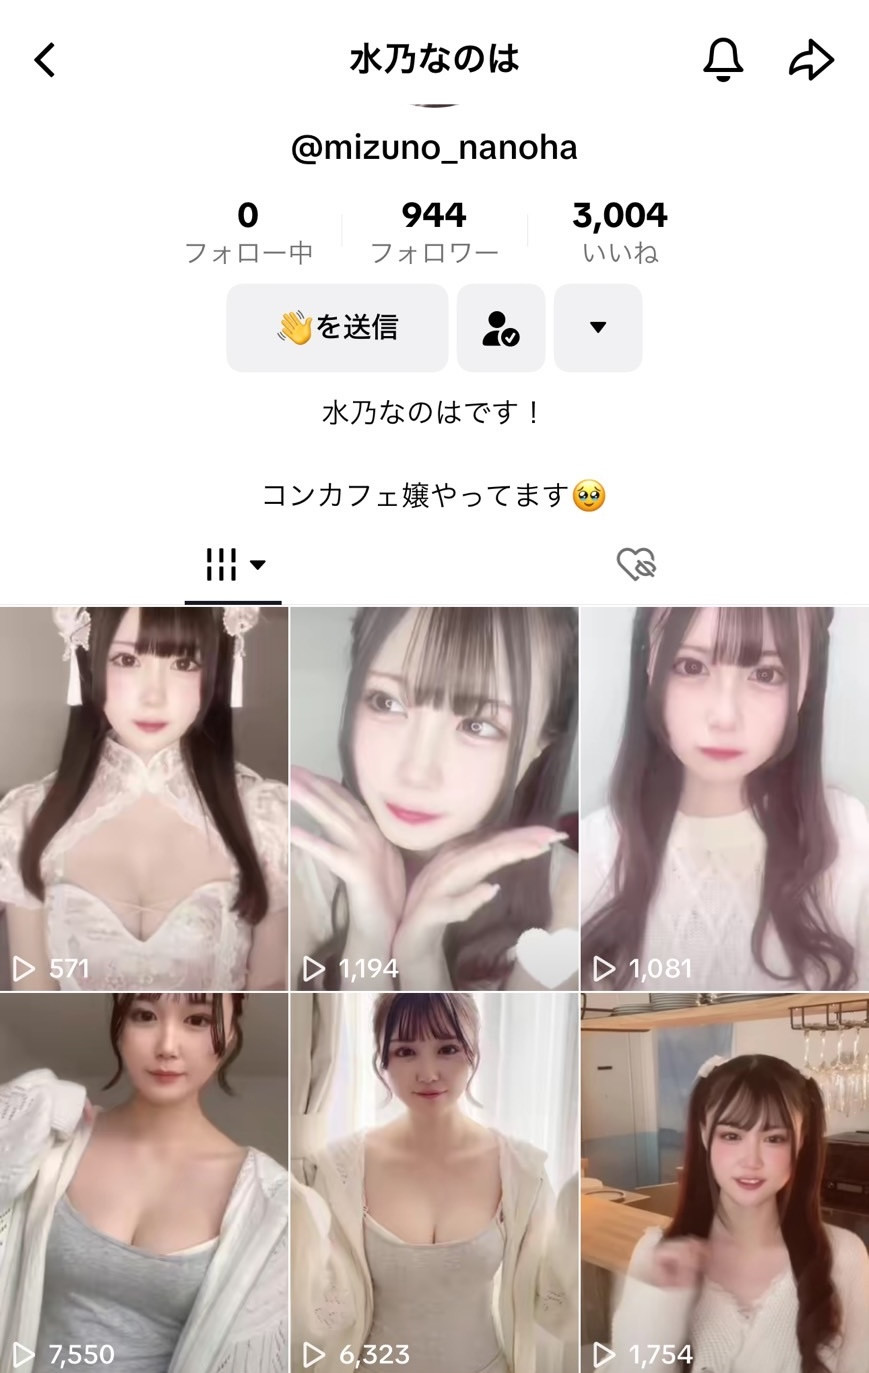 水乃なのは
@mizuno_nanoha
0 944 3,004
フォロー中 フォロワー いいね
👋を送信
水乃なのはです！
コンカフェ嬢やってます🥹
571 1,194 1,081
7,550 6,323 1,754